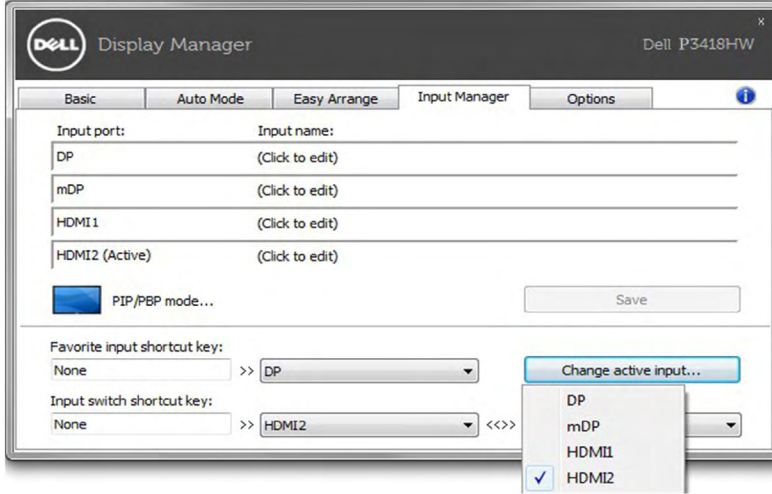 x
DELL Display Manager Dell P3418HW
Basic Auto Mode Easy Arrange Input Manager Options
Input port: Input name:
DP (Click to edit)
mDP (Click to edit)
HDMI1 (Click to edit)
HDMI2 (Active) (Click to edit)
PIP/PBP mode... Save
Favorite input shortcut key:
None >> DP Change active input...
Input switch shortcut key:
None >> HDMI2 <<>>
DP
mDP
HDMI1
HDMI2